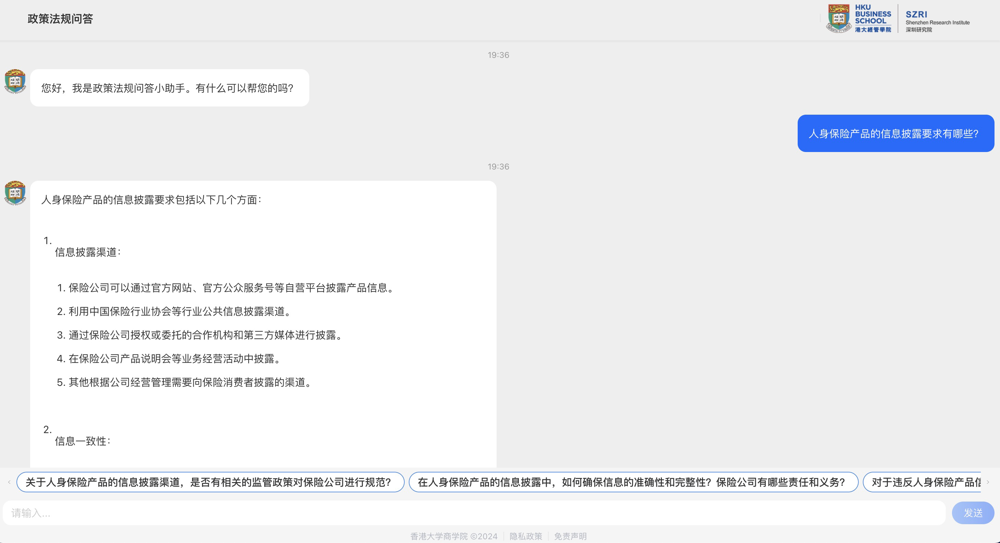 政策法规问答
HKU
BUSINESS
SCHOOL
港大經管學院
SZRI
Shenzhen Research Institute
深圳研究院
19:36
您好，我是政策法规问答小助手。有什么可以帮您的吗？
人身保险产品的信息披露要求有哪些？
19:36
人身保险产品的信息披露要求包括以下几个方面：
1.
信息披露渠道：
1. 保险公司可以通过官方网站、官方公众服务号等自营平台披露产品信息。
2. 利用中国保险行业协会等行业公共信息披露渠道。
3. 通过保险公司授权或委托的合作机构和第三方媒体进行披露。
4. 在保险公司产品说明会等业务经营活动中披露。
5. 其他根据公司经营管理需要向保险消费者披露的渠道。
2.
信息一致性：
关于人身保险产品的信息披露渠道，是否有相关的监管政策对保险公司进行规范？
在人身保险产品的信息披露中，如何确保信息的准确性和完整性？保险公司有哪些责任和义务？
对于违反人身保险产品信
请输入...
发送
香港大学商学院 ©2024 | 隐私政策 | 免责声明